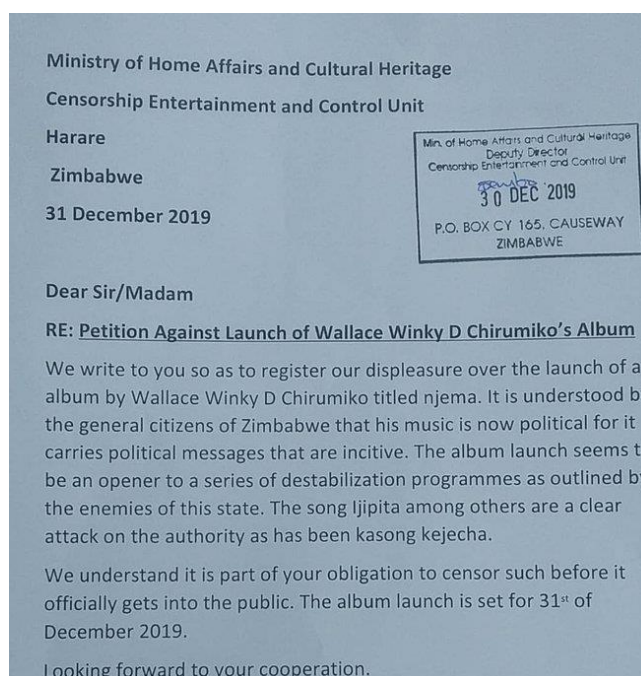 Ministry of Home Affairs and Cultural Heritage
Censorship Entertainment and Control Unit
Harare
Zimbabwe
31 December 2019
Min. of Home Affairs and Cultural Heritage
Deputy Director
Censorship Entertainment and Control Unit
30 DEC 2019
P.O. BOX CY 165, CAUSEWAY
ZIMBABWE
Dear Sir/Madam
RE: Petition Against Launch of Wallace Winky D Chirumiko's Album
We write to you so as to register our displeasure over the launch of a
album by Wallace Winky D Chirumiko titled njema. It is understood b
the general citizens of Zimbabwe that his music is now political for it
carries political messages that are incitive. The album launch seems t
be an opener to a series of destabilization programmes as outlined by
the enemies of this state. The song Ijipita among others are a clear
attack on the authority as has been kasong kejecha.
We understand it is part of your obligation to censor such before it
officially gets into the public. The album launch is set for 31st of
December 2019.
Looking forward to your cooperation.